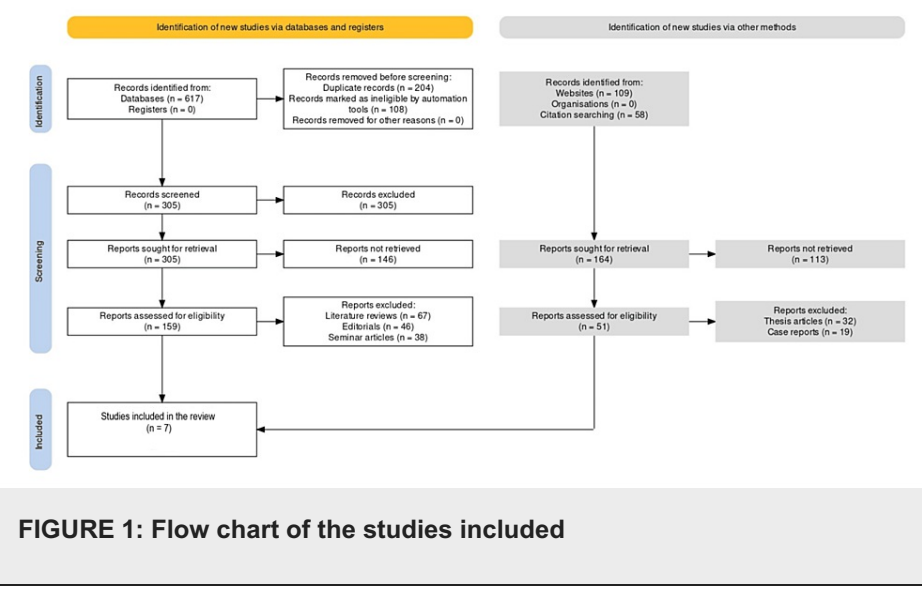 Identification of new studies via databases and registers
Identification of new studies via other methods
Identification
Records identified from:
Databases (n = 617)
Registers (n = 0)
Records removed before screening:
Duplicate records (n = 204)
Records marked as ineligible by automation
tools (n = 108)
Records removed for other reasons (n = 0)
Records identified from:
Websites (n = 109)
Organisations (n = 0)
Citation searching (n = 58)
Screening
Records screened
(n = 305)
Records excluded
(n = 305)
Reports sought for retrieval
(n = 305)
Reports not retrieved
(n = 146)
Reports sought for retrieval
(n = 164)
Reports not retrieved
(n = 113)
Reports assessed for eligibility
(n = 159)
Reports excluded:
Literature reviews (n = 67)
Editorials (n = 46)
Seminar articles (n = 38)
Reports assessed for eligibility
(n = 51)
Reports excluded:
Thesis articles (n = 32)
Case reports (n = 19)
Included
Studies included in the review
(n = 7)
FIGURE 1: Flow chart of the studies included